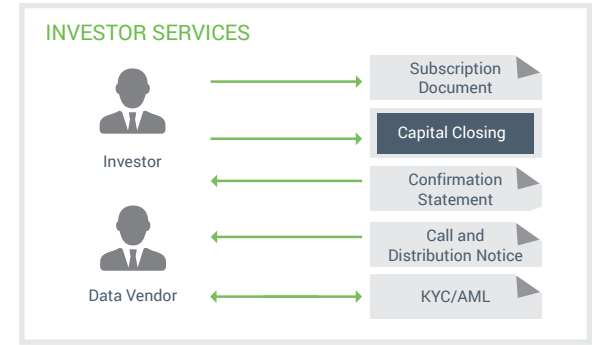 INVESTOR SERVICES
Subscription
Document
Capital Closing
Investor
Confirmation
Statement
Call and
Distribution Notice
Data Vendor
KYC/AML